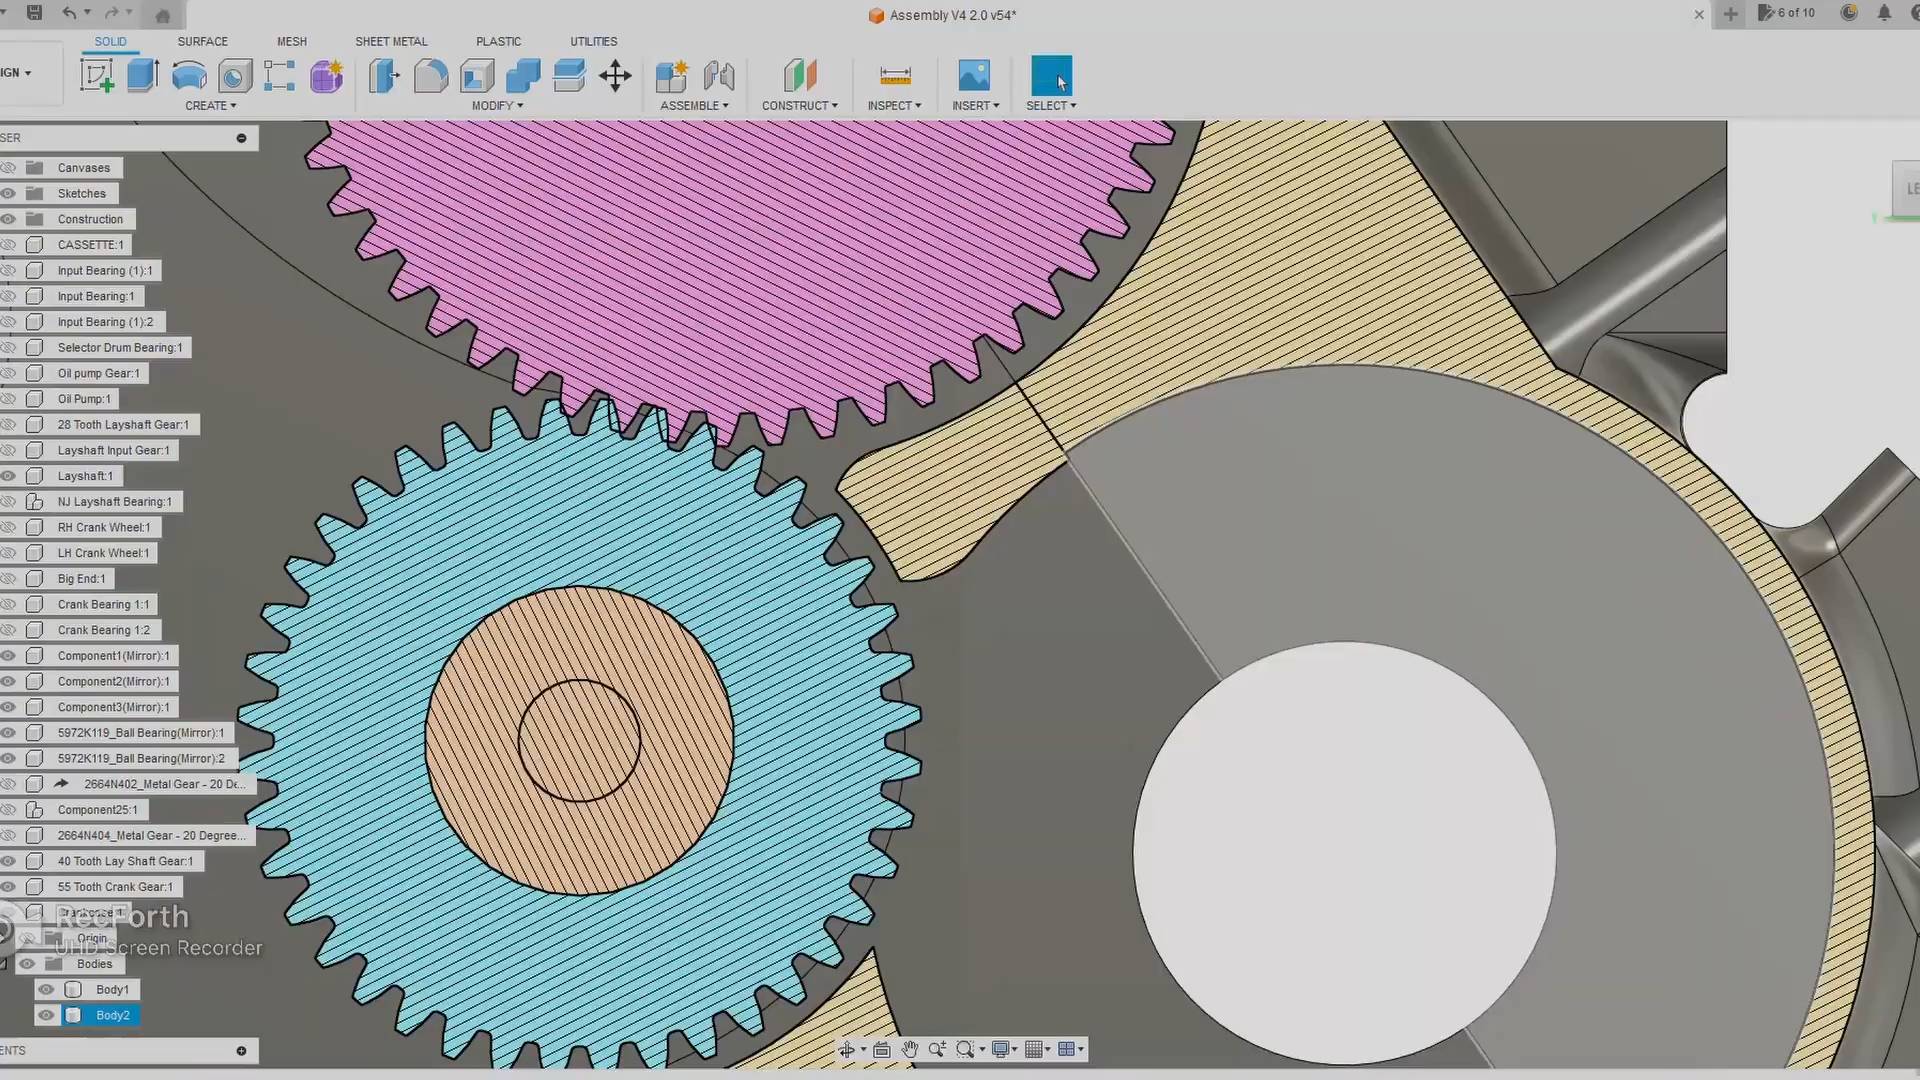 Assembly V4 2.0 v54*
6 of 10
SOLID
SURFACE
MESH
SHEET METAL
PLASTIC
UTILITIES
IGN
CREATE
MODIFY
ASSEMBLE
CONSTRUCT
INSPECT
INSERT
SELECT
SER
LE
Canvases
Sketches
Construction
CASSETTE:1
Input Bearing (1):1
Input Bearing:1
Input Bearing (1):2
Selector Drum Bearing:1
Oil pump Gear:1
Oil Pump:1
28 Tooth Layshaft Gear:1
Layshaft Input Gear:1
Layshaft:1
NJ Layshaft Bearing:1
RH Crank Wheel:1
LH Crank Wheel:1
Big End:1
Crank Bearing 1:1
Crank Bearing 1:2
Component1(Mirror):1
Component2(Mirror):1
Component3(Mirror):1
5972K119_Ball Bearing(Mirror):1
5972K119_Ball Bearing(Mirror):2
2664N402_Metal Gear - 20 De...
Component25:1
2664N404_Metal Gear - 20 Degree...
40 Tooth Lay Shaft Gear:1
55 Tooth Crank Gear:1
Crankcase:1
RecForth
Origin
UHD Screen Recorder
Bodies
Body1
Body2
ENTS